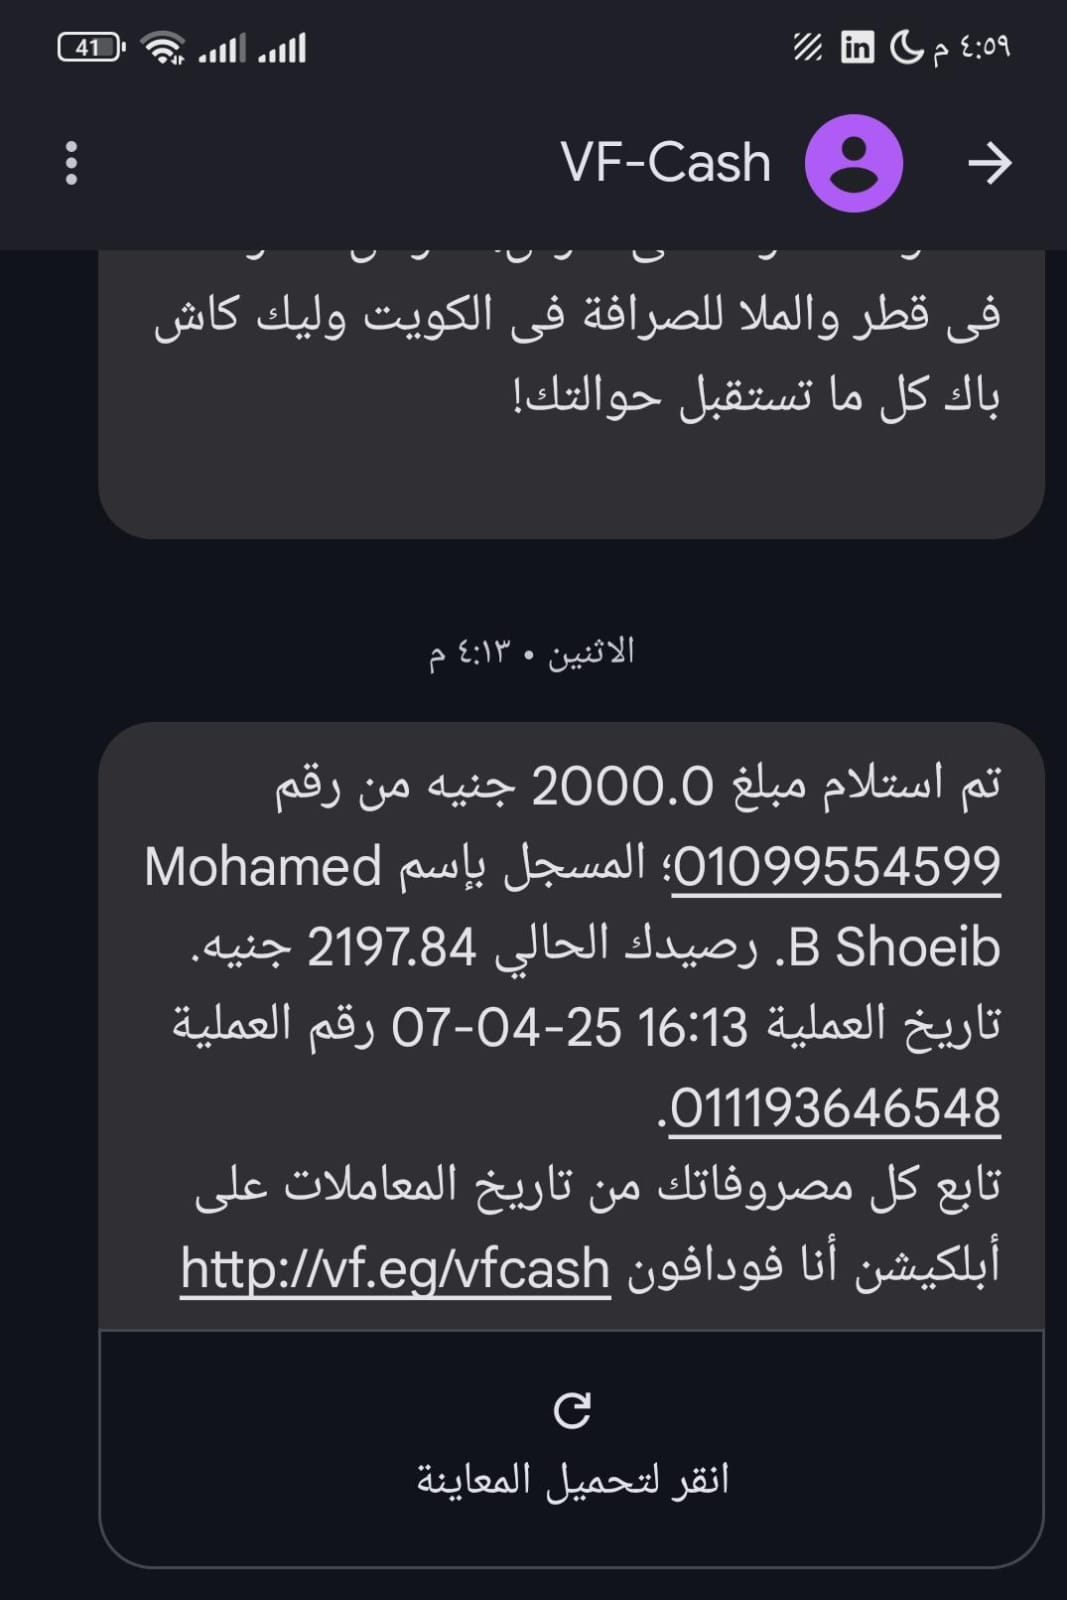 41
٤:٥٩ م
VF-Cash
فى قطر والملا للصرافة فى الكويت وليك كاش
باك كل ما تستقبل حوالتك!
الاثنين • ٤:١٣ م
تم استلام مبلغ 2000.0 جنيه من رقم
01099554599؛ المسجل بإسم Mohamed
B Shoeib. رصيدك الحالي 2197.84 جنيه.
تاريخ العملية 16:13 25-04-07 رقم العملية
011193646548.
تابع كل مصروفاتك من تاريخ المعاملات على
أبلكيشن أنا فودافون http://vf.eg/vfcash
انقر لتحميل المعاينة